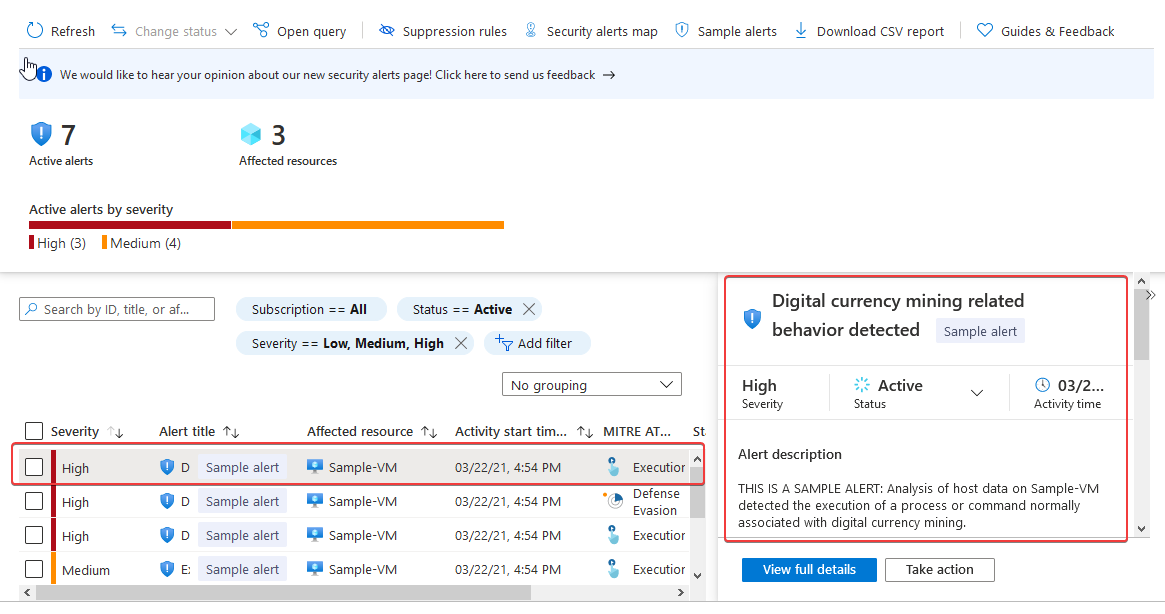 Refresh Change status Open query Suppression rules Security alerts map Sample alerts Download CSV report Guides & Feedback
We would like to hear your opinion about our new security alerts page! Click here to send us feedback →
7
Active alerts
3
Affected resources
Active alerts by severity
High (3) Medium (4)
Search by ID, title, or af...
Subscription == All
Status == Active
Severity == Low, Medium, High
Add filter
No grouping
Severity Alert title Affected resource Activity start tim... MITRE AT... St
High D Sample alert Sample-VM 03/22/21, 4:54 PM Execution
High D Sample alert Sample-VM 03/22/21, 4:54 PM Defense
Evasion
High D Sample alert Sample-VM 03/22/21, 4:54 PM Execution
Medium E: Sample alert Sample-VM 03/22/21, 4:54 PM Execution
Digital currency mining related
behavior detected Sample alert
High
Severity
Active
Status
03/2...
Activity time
Alert description
THIS IS A SAMPLE ALERT: Analysis of host data on Sample-VM
detected the execution of a process or command normally
associated with digital currency mining.
View full details Take action